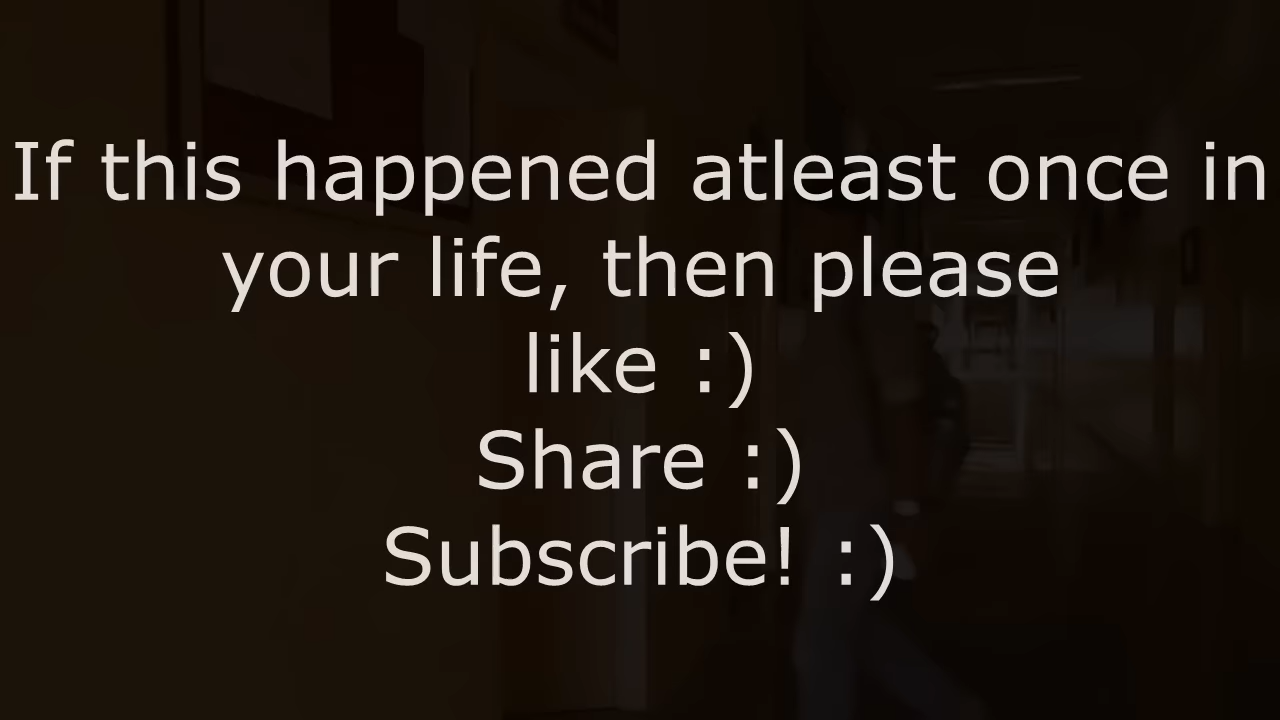 If this happened atleast once in
your life, then please
like :)
Share :)
Subscribe! :)